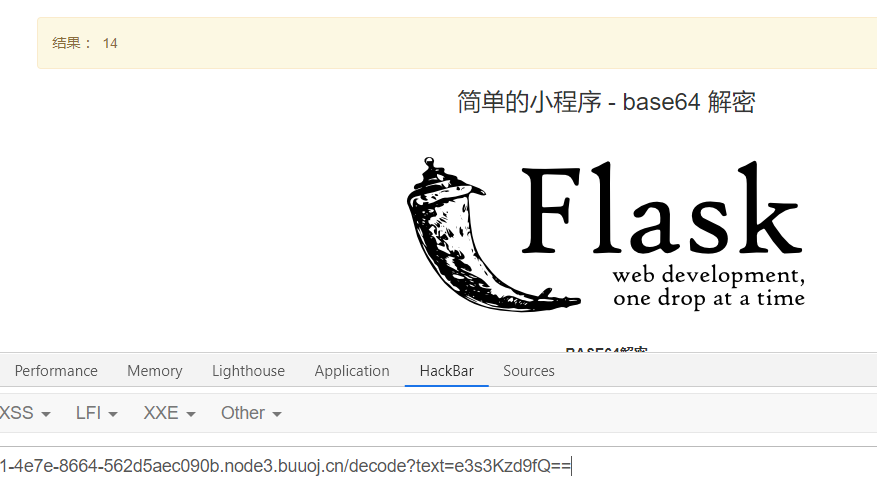 结果： 14
简单的小程序 - base64 解密
Flask
web development,
one drop at a time
BASE64解密
Performance Memory Lighthouse Application HackBar Sources
XSS LFI XXE Other
1-4e7e-8664-562d5aec090b.node3.buuoj.cn/decode?text=e3s3Kzd9fQ==